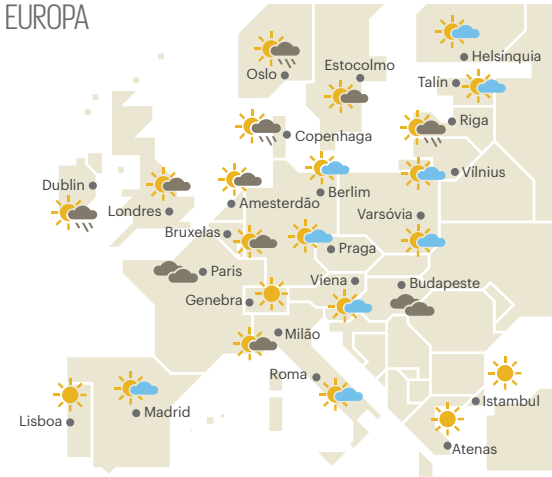 EUROPA
Helsínquia
Estocolmo
Oslo
Talín
Riga
Copenhaga
Vílnius
Dublin
Berlim
Amesterdão
Londres
Varsóvia
Bruxelas
Praga
Paris
Viena
Budapeste
Genebra
Milão
Roma
Istambul
Madrid
Lisboa
Atenas